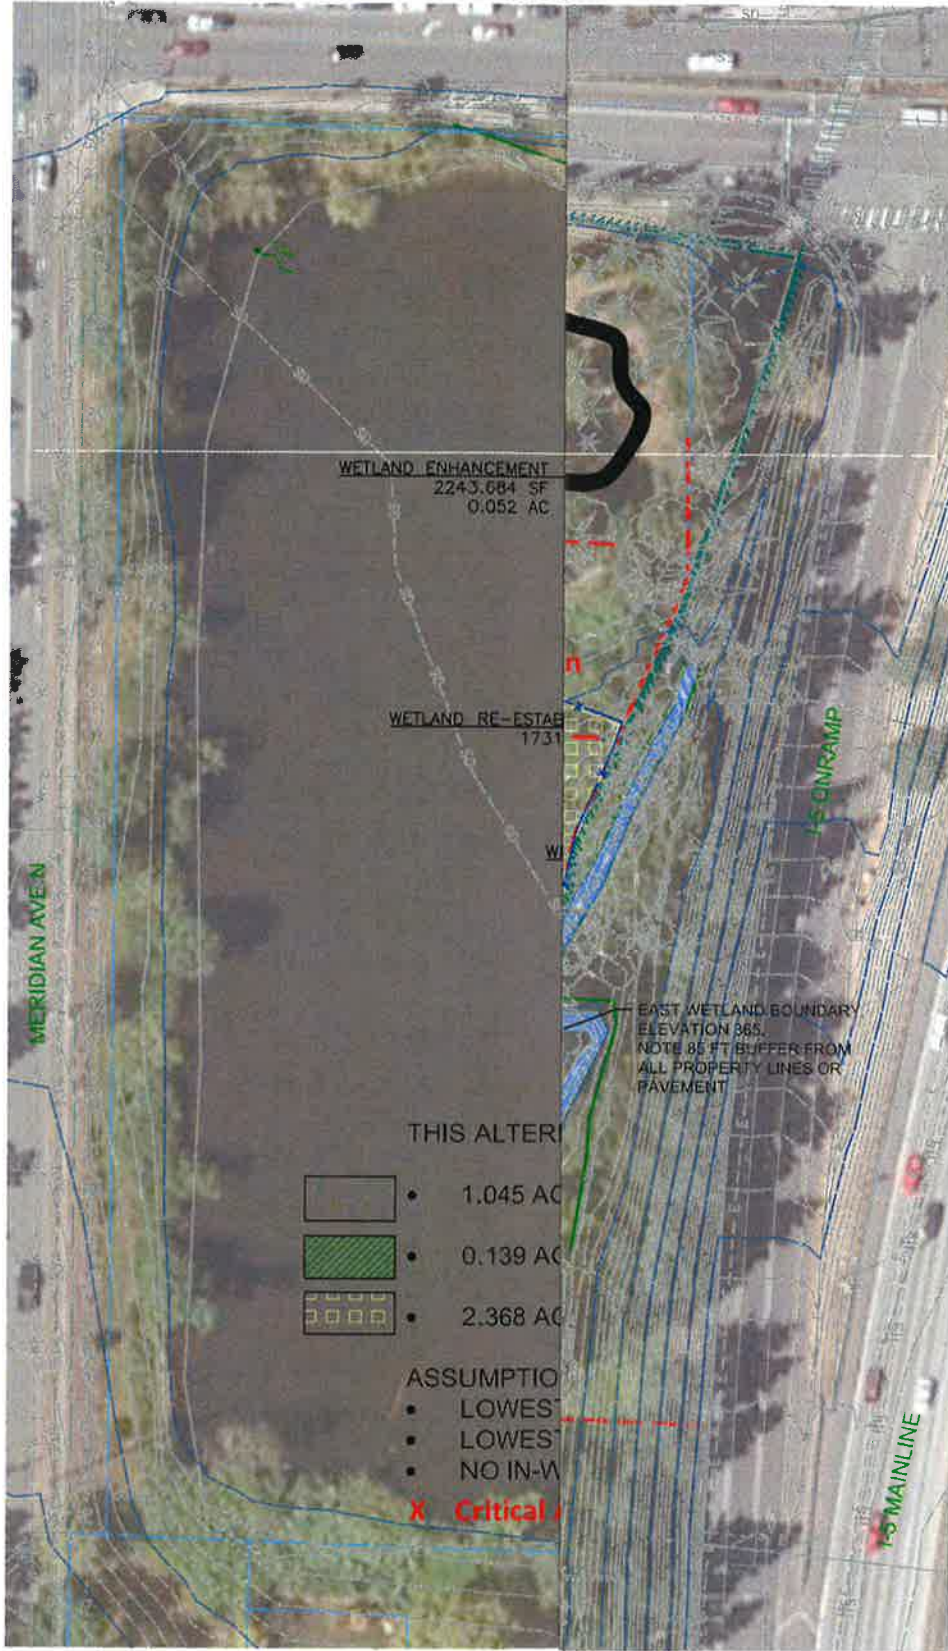 WETLAND ENHANCEMENT
2243.684 SF
0.052 AC
n
WETLAND RE-ESTAB
1731
WI
I-5 ONRAMP
MERIDIAN AVE N
EAST WETLAND BOUNDARY
ELEVATION 365.
NOTE 85 FT BUFFER FROM
ALL PROPERTY LINES OR
PAVEMENT
THIS ALTER
• 1.045 AC
• 0.139 AC
• 2.368 AC
ASSUMPTIO
• LOWEST
• LOWEST
• NO IN-W
X Critical
I-5 MAINLINE